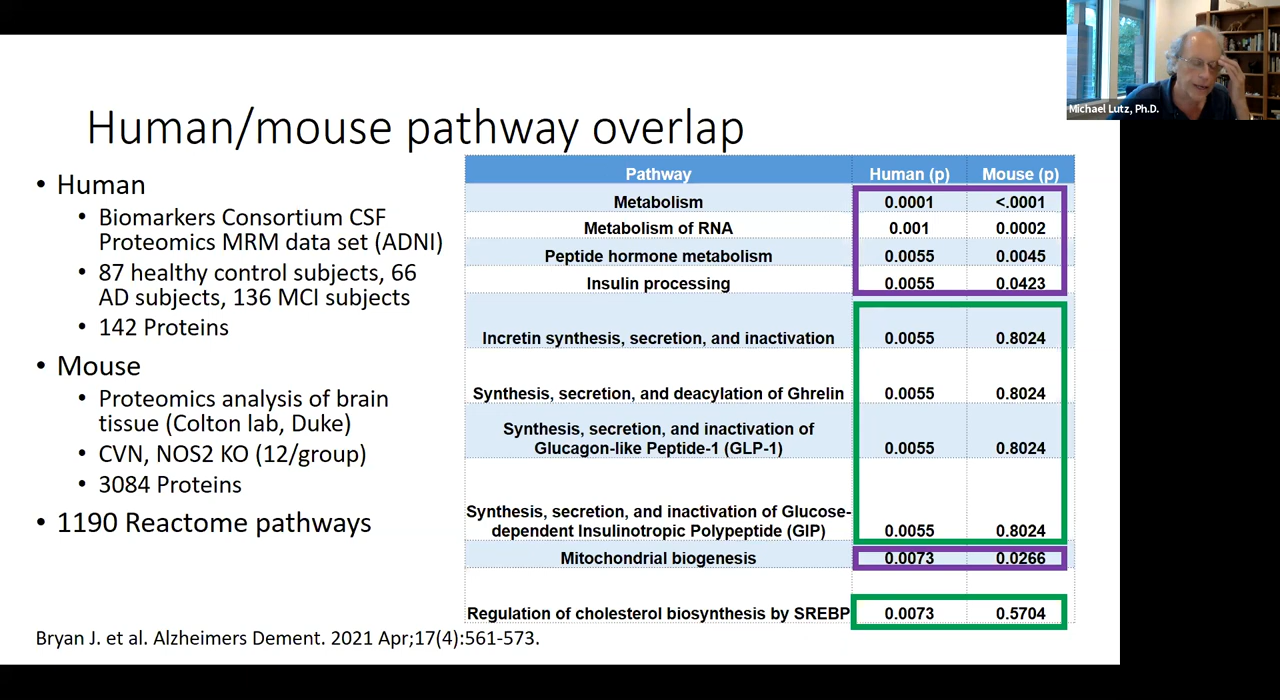 Michael Lutz, Ph.D.
Human/mouse pathway overlap
• Human
• Biomarkers Consortium CSF
Proteomics MRM data set (ADNI)
• 87 healthy control subjects, 66
AD subjects, 136 MCI subjects
• 142 Proteins
• Mouse
• Proteomics analysis of brain
tissue (Colton lab, Duke)
• CVN, NOS2 KO (12/group)
• 3084 Proteins
• 1190 Reactome pathways
Pathway Human (p) Mouse (p)
Metabolism 0.0001 <.0001
Metabolism of RNA 0.001 0.0002
Peptide hormone metabolism 0.0055 0.0045
Insulin processing 0.0055 0.0423
Incretin synthesis, secretion, and inactivation 0.0055 0.8024
Synthesis, secretion, and deacylation of Ghrelin 0.0055 0.8024
Synthesis, secretion, and inactivation of
Glucagon-like Peptide-1 (GLP-1) 0.0055 0.8024
Synthesis, secretion, and inactivation of Glucose-
dependent Insulinotropic Polypeptide (GIP) 0.0055 0.8024
Mitochondrial biogenesis 0.0073 0.0266
Regulation of cholesterol biosynthesis by SREBP 0.0073 0.5704
Bryan J. et al. Alzheimers Dement. 2021 Apr;17(4):561-573.